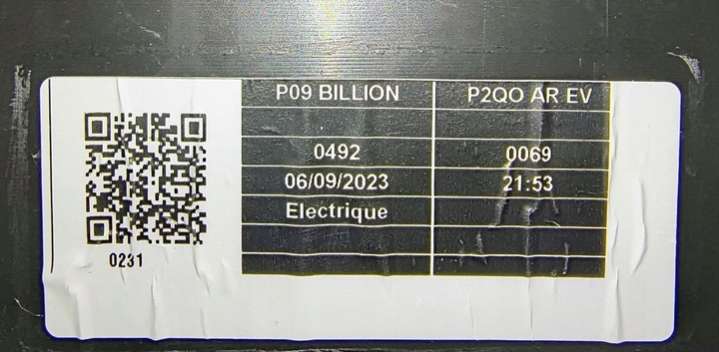 P09 BILLION P2QO AR EV
0492 0069
06/09/2023 21:53
Electrique
0231